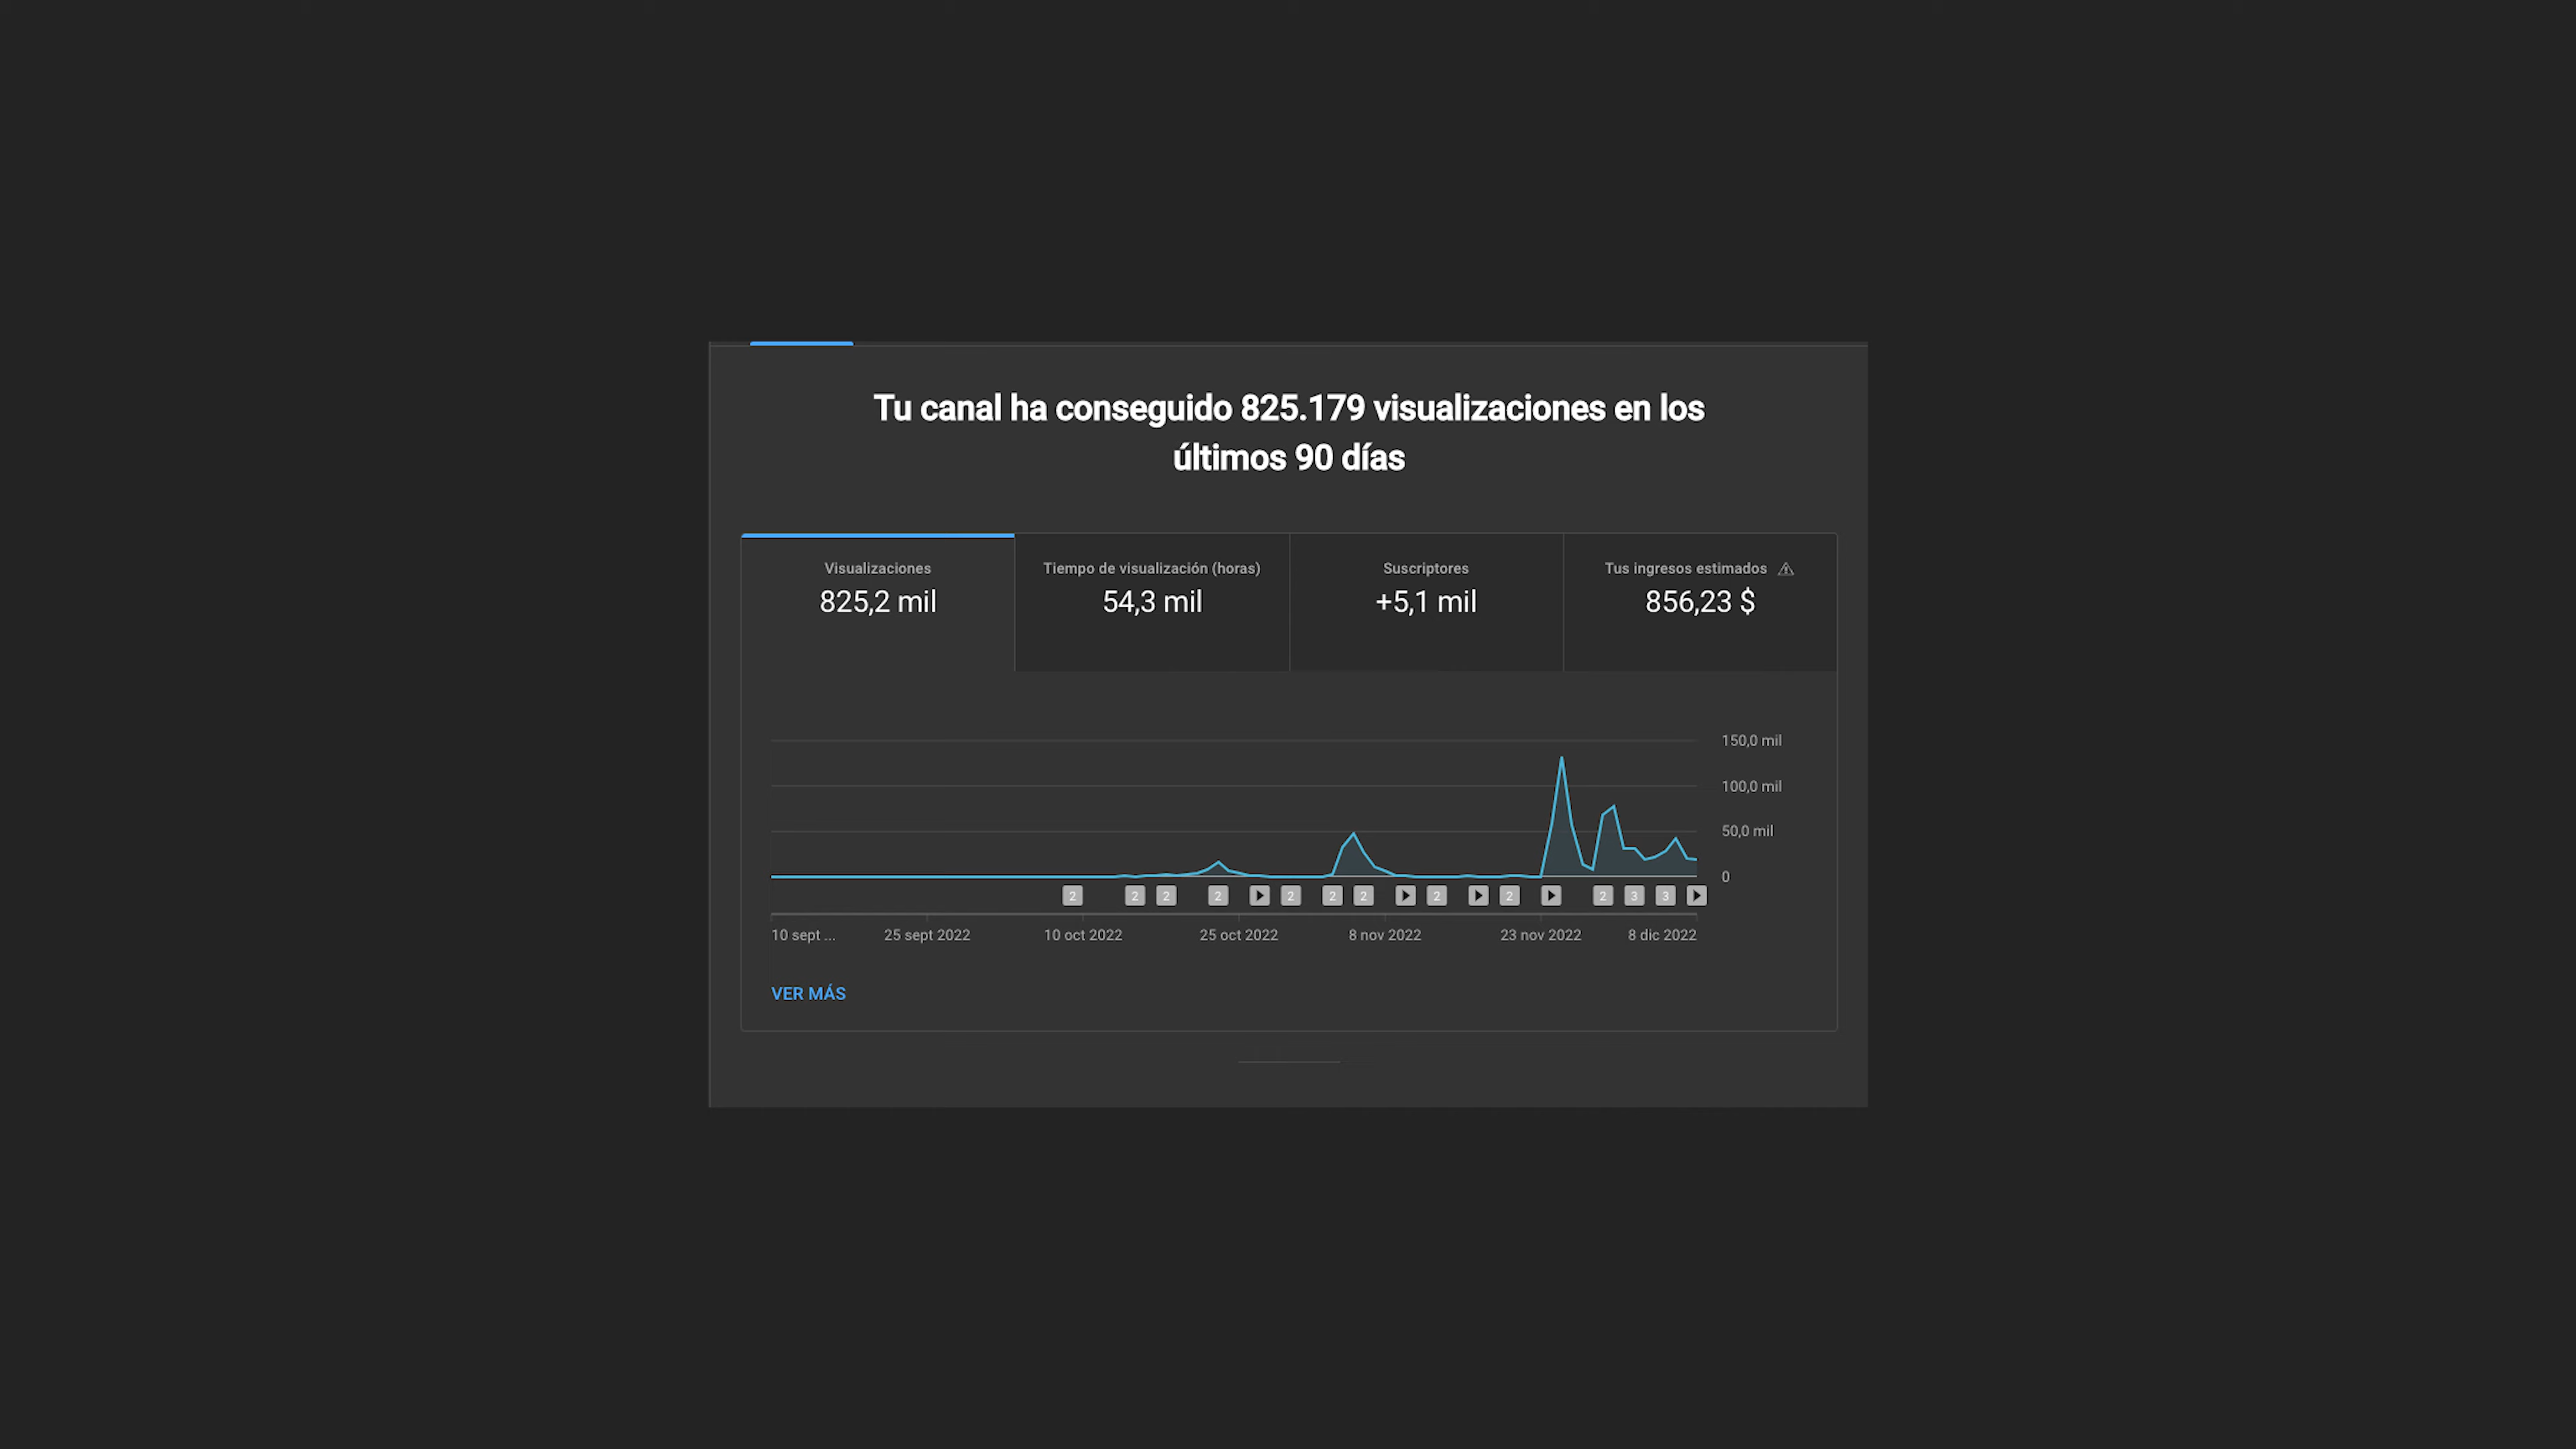 Tu canal ha conseguido 825.179 visualizaciones en los
últimos 90 días
Visualizaciones
825,2 mil
Tiempo de visualización (horas)
54,3 mil
Suscriptores
+5,1 mil
Tus ingresos estimados
856,23 $
150,0 mil
100,0 mil
50,0 mil
0
2 2 2 2 2 2 2 2 2 2 3 3
10 sept ... 25 sept 2022 10 oct 2022 25 oct 2022 8 nov 2022 23 nov 2022 8 dic 2022
VER MÁS